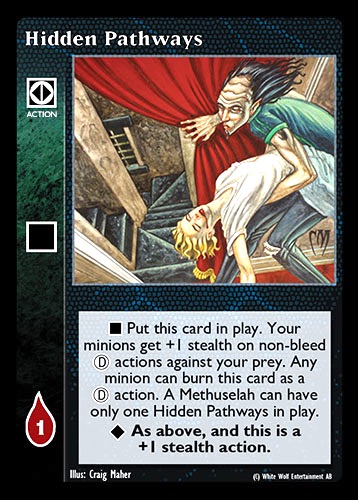 Hidden Pathways
ACTION
■ Put this card in play. Your
minions get +1 stealth on non-bleed
Ⓓ actions against your prey. Any
minion can burn this card as a
Ⓓ action. A Methuselah can have
only one Hidden Pathways in play.
◆ As above, and this is a
+1 stealth action.
1
CM
Illus: Craig Maher
(C) White Wolf Entertainment AB